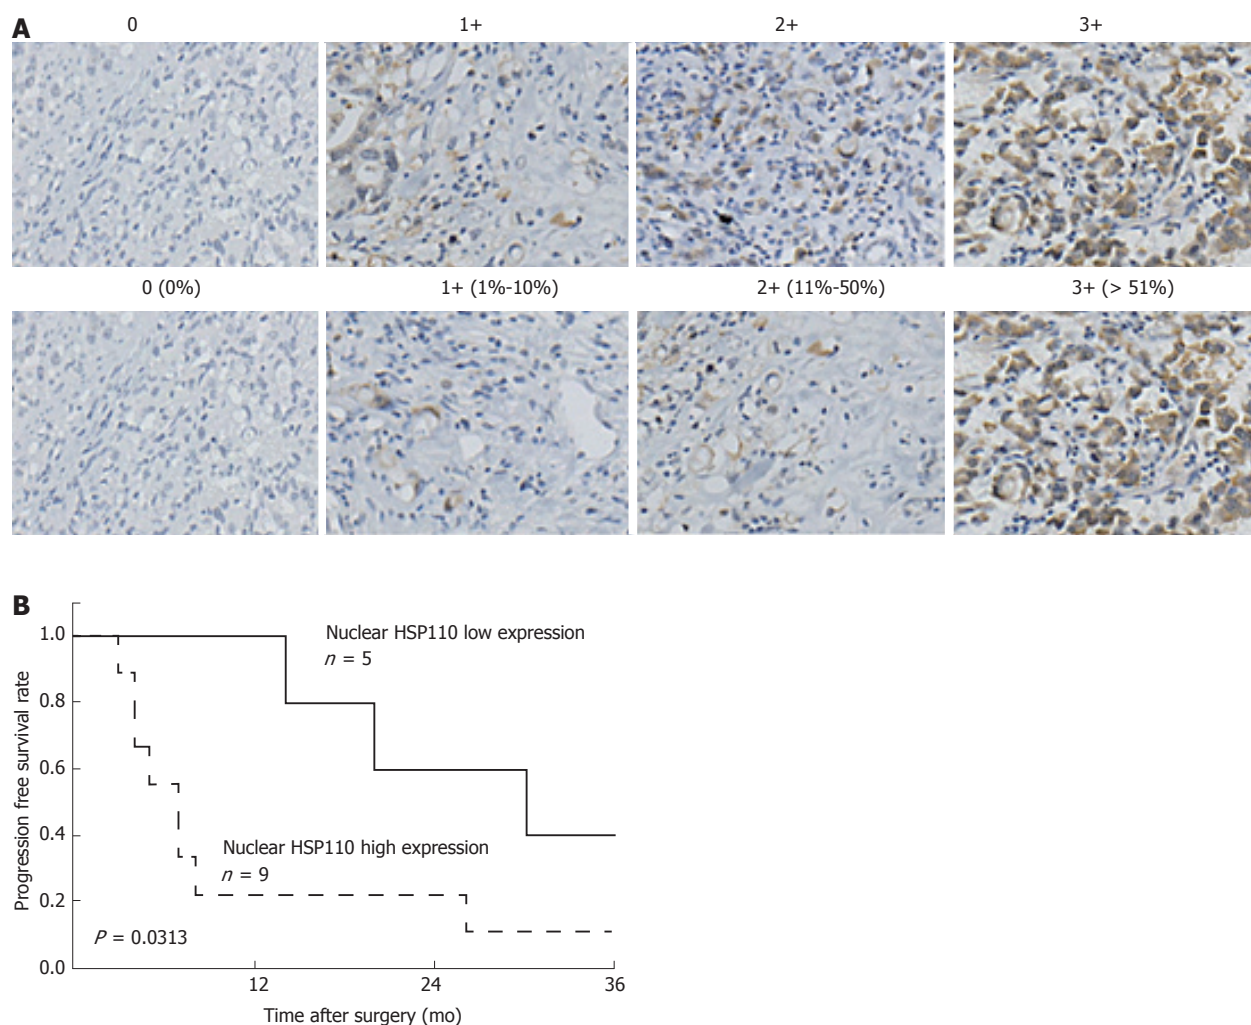 A
0 1+ 2+ 3+
0 (0%) 1+ (1%-10%) 2+ (11%-50%) 3+ (> 51%)
B
1.0
0.8
0.6
0.4
0.2
0.0
Progression free survival rate
Nuclear HSP110 low expression
n = 5
Nuclear HSP110 high expression
n = 9
P = 0.0313
12 24 36
Time after surgery (mo)